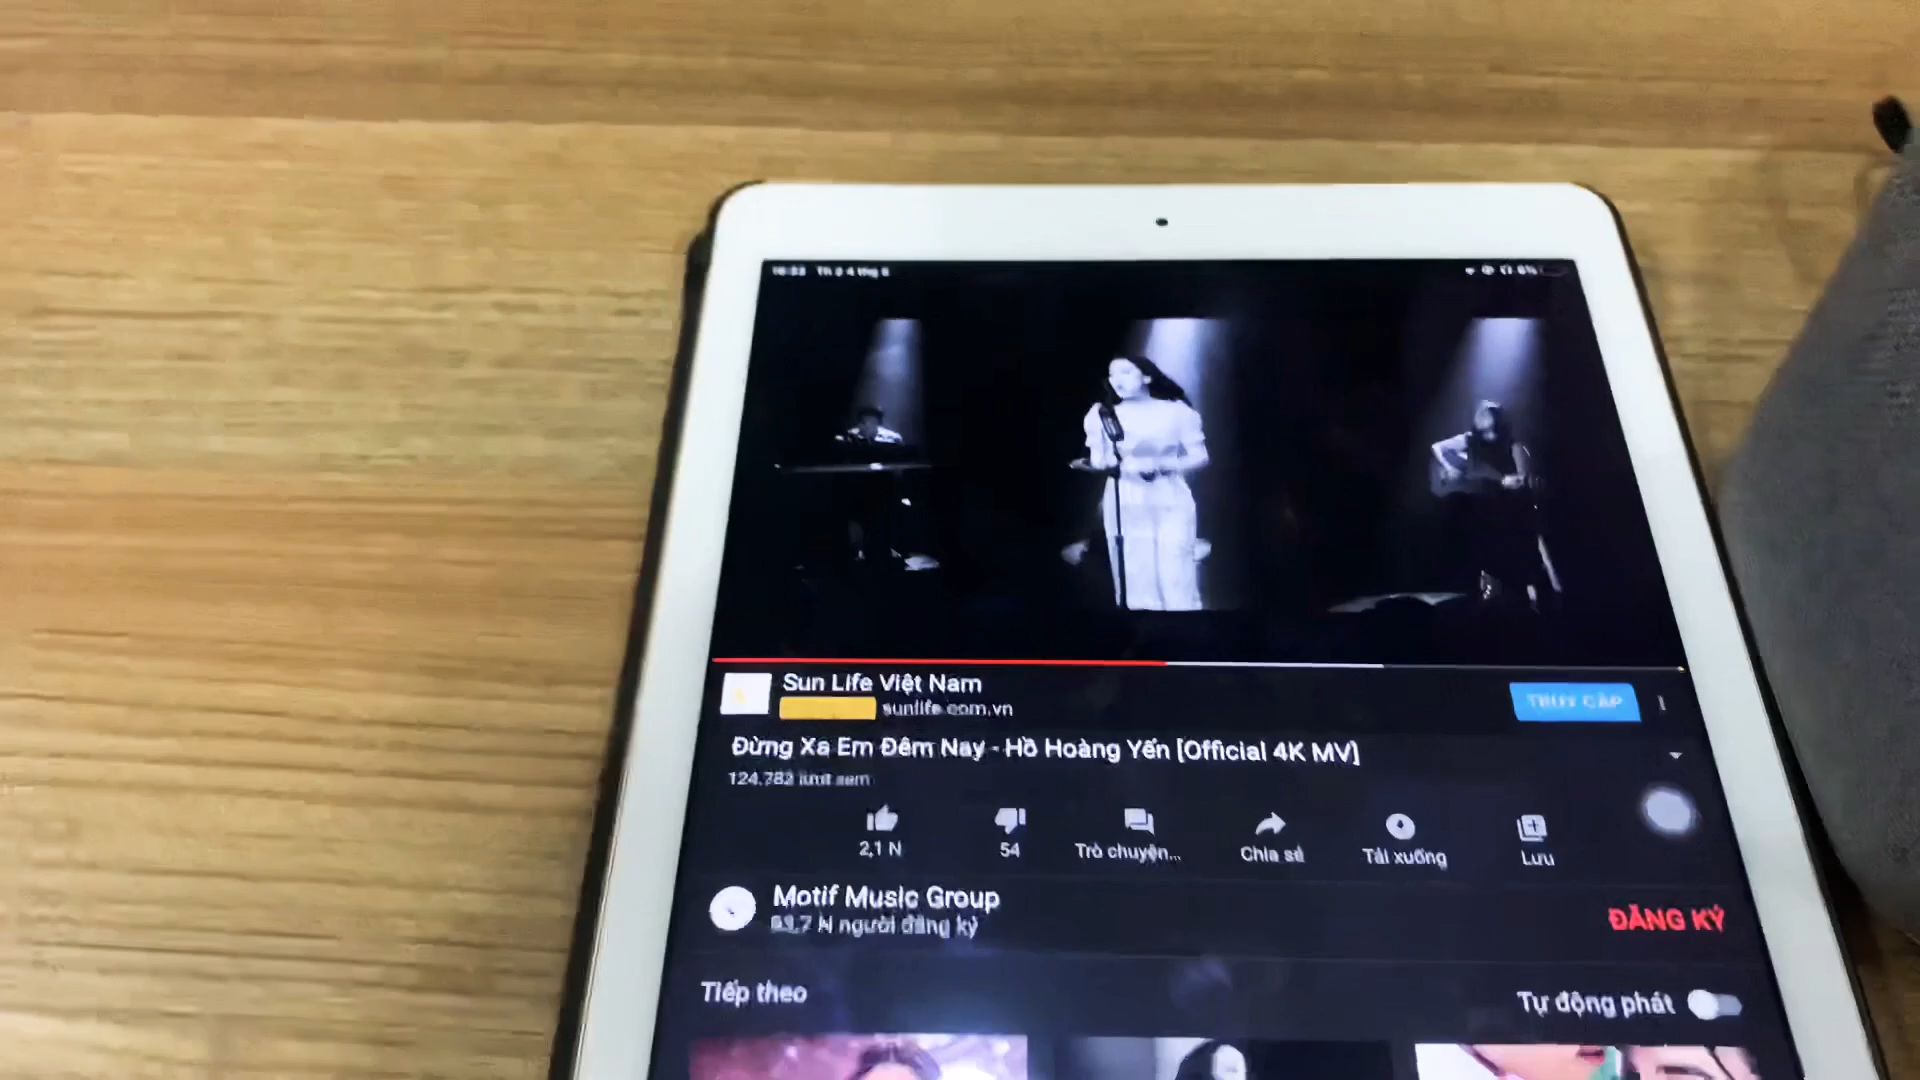 Sun Life Việt Nam
sunlife.com.vn
TRUY CẬP
Đừng Xa Em Đêm Nay - Hồ Hoàng Yến [Official 4K MV]
124.782 lượt xem
2,1 N
54
Trò chuyện...
Chia sẻ
Tải xuống
Lưu
Motif Music Group
N người đăng ký
ĐĂNG KÝ
Tiếp theo
Tự động phát